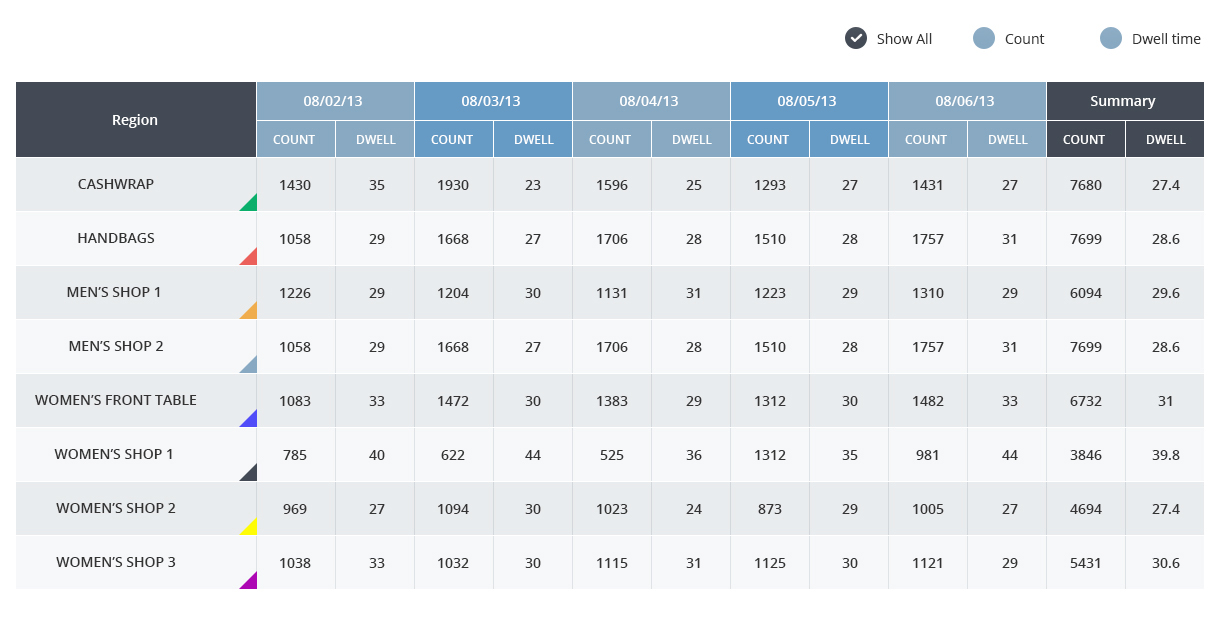 Show All Count Dwell time
Region 08/02/13 08/03/13 08/04/13 08/05/13 08/06/13 Summary
COUNT DWELL COUNT DWELL COUNT DWELL COUNT DWELL COUNT DWELL COUNT DWELL
CASHWRAP 1430 35 1930 23 1596 25 1293 27 1431 27 7680 27.4
HANDBAGS 1058 29 1668 27 1706 28 1510 28 1757 31 7699 28.6
MEN’S SHOP 1 1226 29 1204 30 1131 31 1223 29 1310 29 6094 29.6
MEN’S SHOP 2 1058 29 1668 27 1706 28 1510 28 1757 31 7699 28.6
WOMEN’S FRONT TABLE 1083 33 1472 30 1383 29 1312 30 1482 33 6732 31
WOMEN’S SHOP 1 785 40 622 44 525 36 1312 35 981 44 3846 39.8
WOMEN’S SHOP 2 969 27 1094 30 1023 24 873 29 1005 27 4694 27.4
WOMEN’S SHOP 3 1038 33 1032 30 1115 31 1125 30 1121 29 5431 30.6